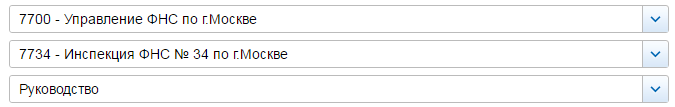 7700 - Управление ФНС по г.Москве
7734 - Инспекция ФНС № 34 по г.Москве
Руководство